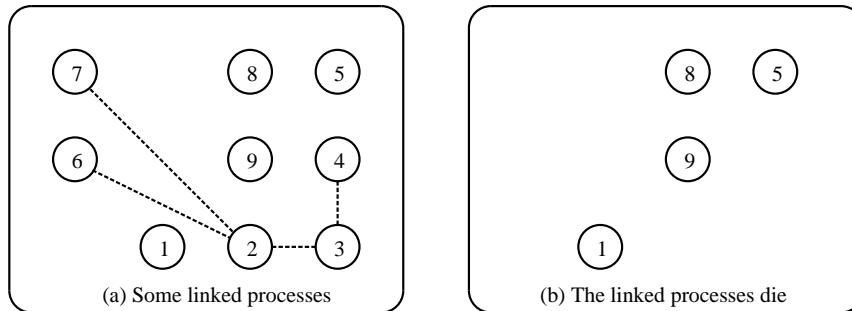 7 8 5
6 9 4
1 2 3
(a) Some linked processes
8 5
9
1
(b) The linked processes die